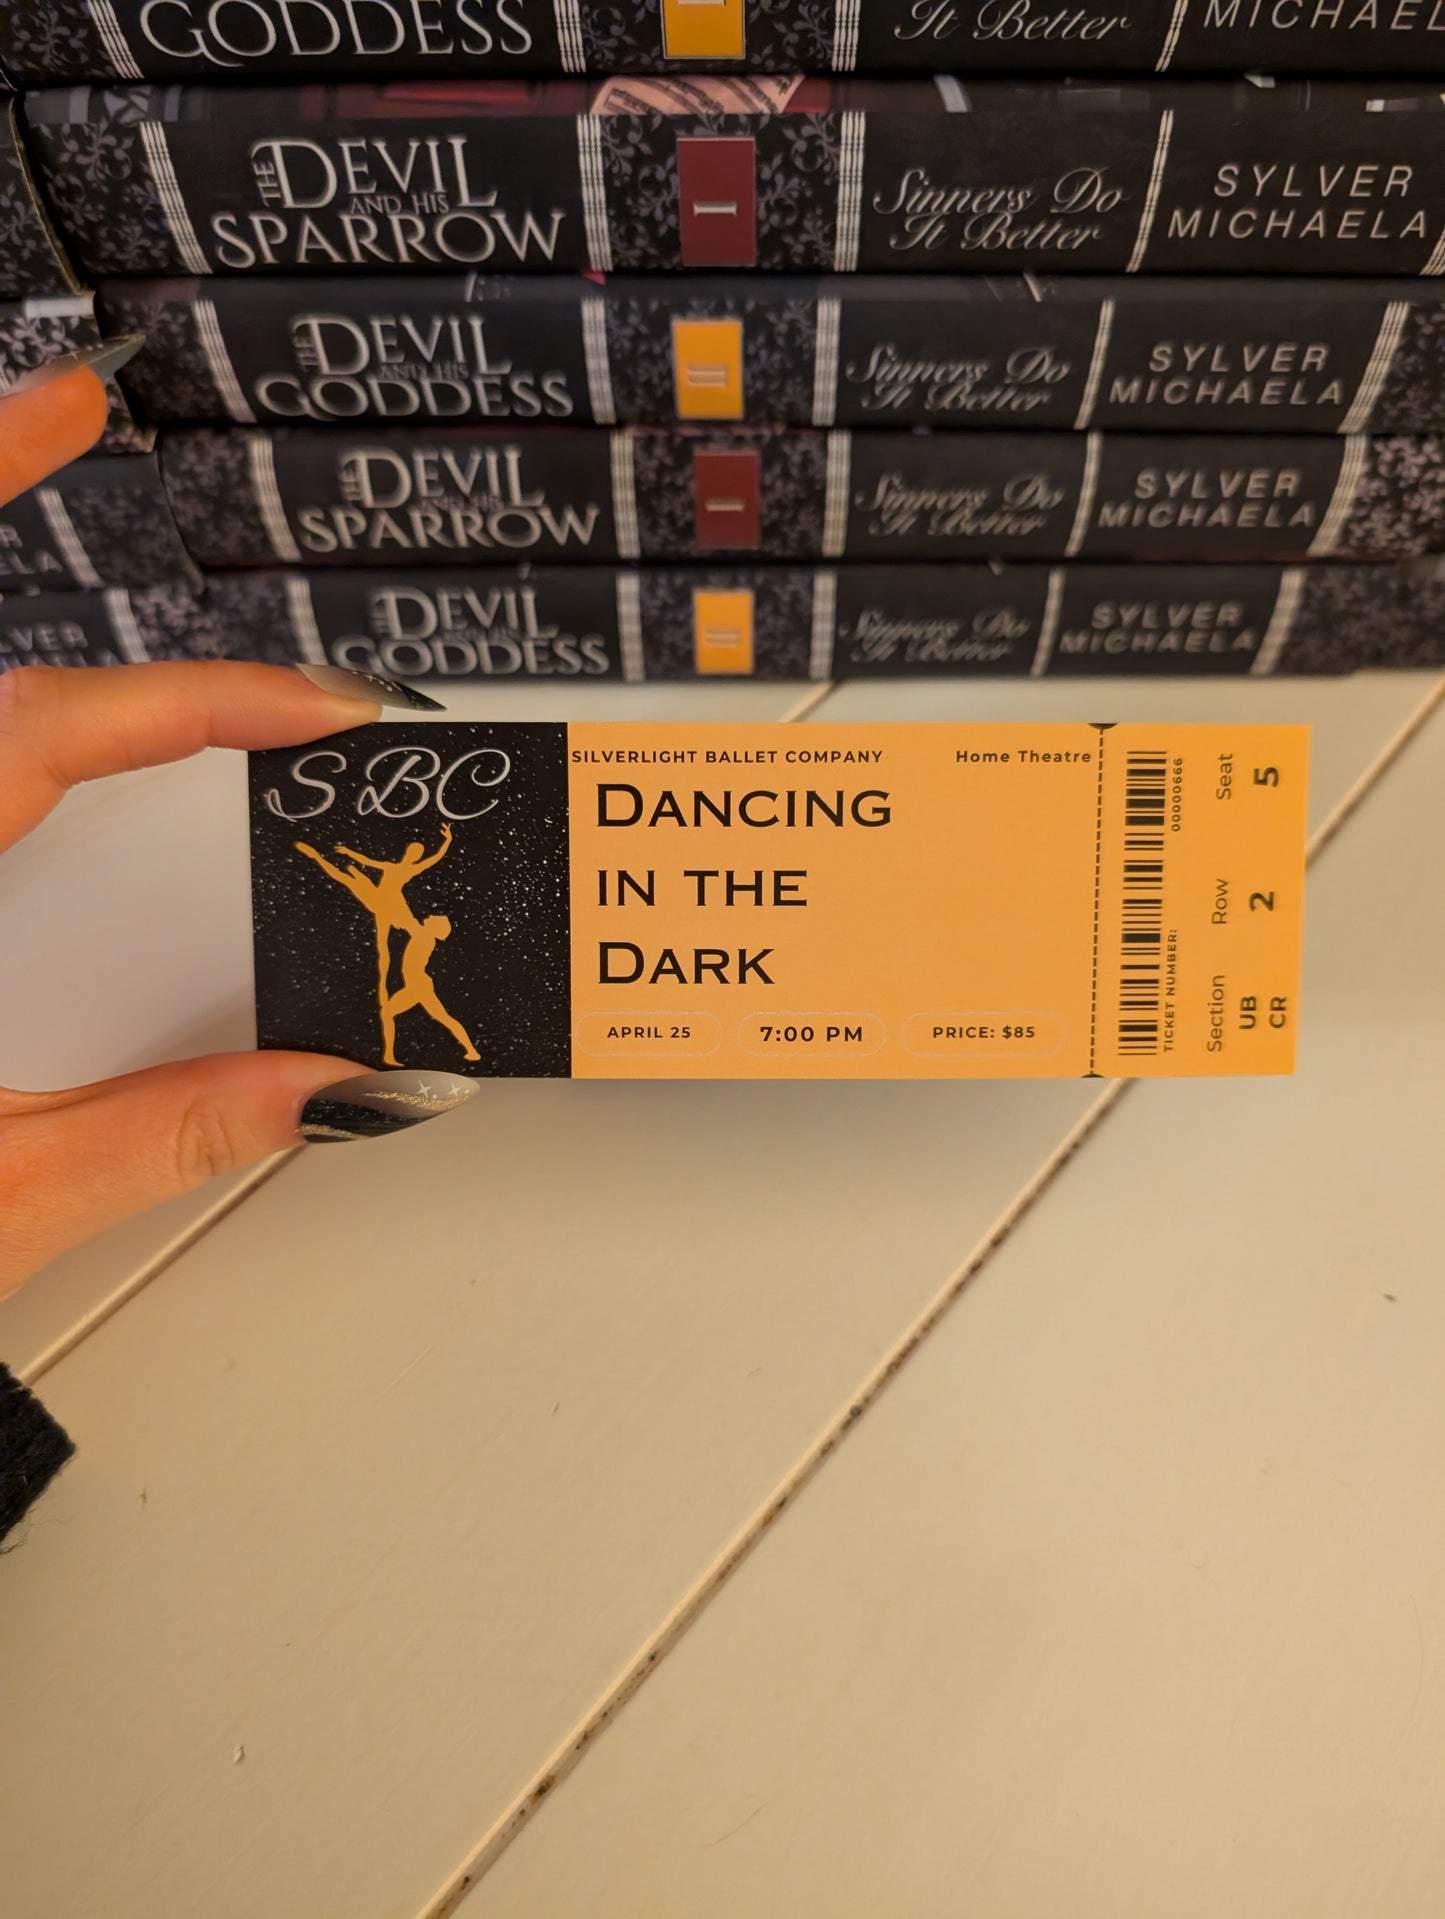 GODDESS
II
It Better
MICHAEL
THE DEVIL
AND HIS
SPARROW
I
Sinners Do
It Better
SYLVER
MICHAELA
THE DEVIL
AND HIS
GODDESS
II
Sinners Do
It Better
SYLVER
MICHAELA
THE DEVIL
AND HIS
SPARROW
I
Sinners Do
It Better
SYLVER
MICHAELA
DEVIL
GODDESS
II
Sinners Do
It Better
SYLVER
MICHAELA
R
ELA
LVER
SBC
SILVERLIGHT BALLET COMPANY
Home Theatre
DANCING
IN THE
DARK
APRIL 25
7:00 PM
PRICE: $85
TICKET NUMBER:
00000666
Section
UB
CR
Row
2
Seat
5